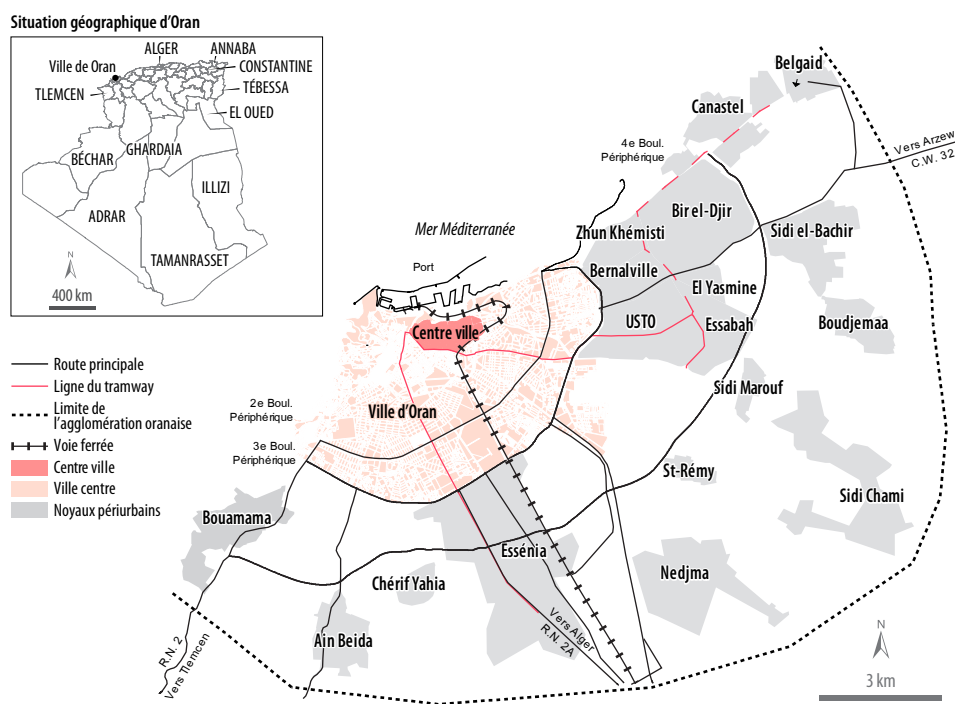 Situation géographique d'Oran
ALGER
ANNABA
Ville de Oran
CONSTANTINE
TLEMCEN
TÉBESSA
EL OUED
GHARDAIA
BÉCHAR
ILLIZI
ADRAR
TAMANRASSET
N
400 km
Route principale
Ligne du tramway
Limite de
l'agglomération oranaise
Voie ferrée
Centre ville
Ville centre
Noyaux périurbains
Belgaid
Canastel
4e Boul.
Périphérique
Vers Arzew
C.W. 32
Bir el-Djir
Mer Méditerranée
Zhun Khémisti
Sidi el-Bachir
Port
Bernalville
El Yasmine
Centre ville
USTO
Essabah
Boudjemaa
Sidi Marouf
2e Boul.
Périphérique
Ville d'Oran
3e Boul.
Périphérique
St-Rémy
Sidi Chami
Bouamama
Essénia
Nedjma
Chérif Yahia
Vers Alger
R.N. 2A
Ain Beida
R.N. 2
Vers Tlemcen
N
3 km